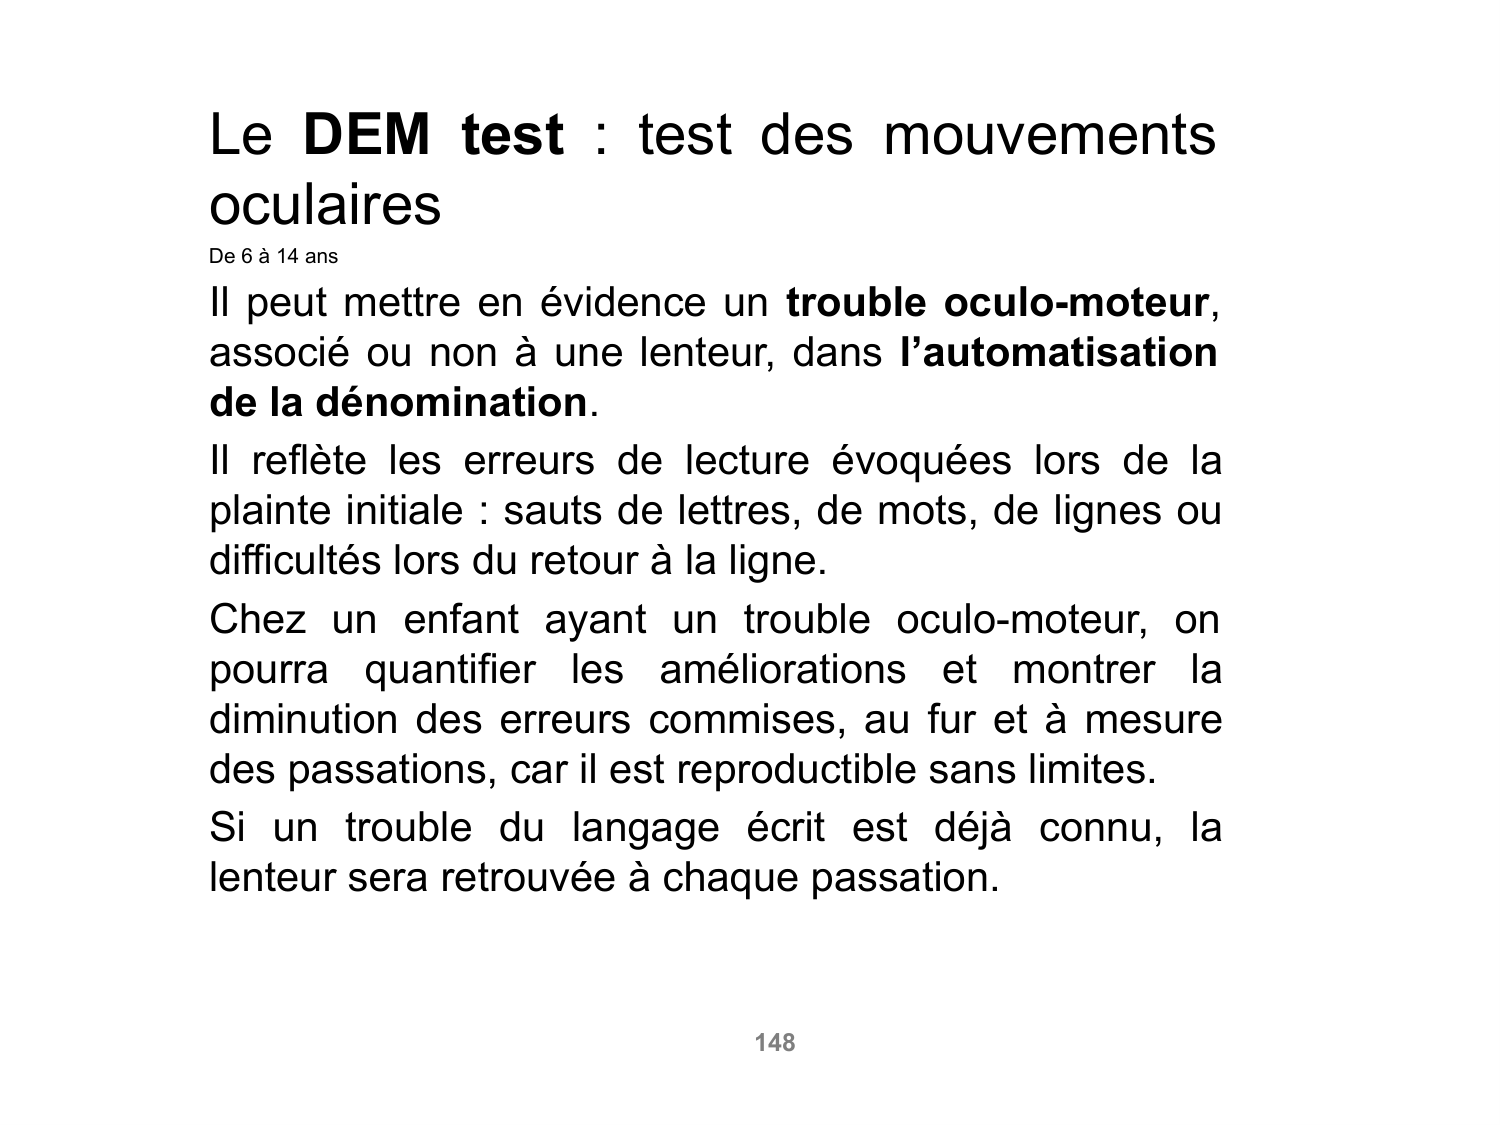 Le DEM test : test des mouvements
oculaires
De 6 à 14 ans
Il peut mettre en évidence un trouble oculo-moteur,
associé ou non à une lenteur, dans l’automatisation
de la dénomination.
Il reflète les erreurs de lecture évoquées lors de la
plainte initiale : sauts de lettres, de mots, de lignes ou
difficultés lors du retour à la ligne.
Chez un enfant ayant un trouble oculo-moteur, on
pourra quantifier les améliorations et montrer la
diminution des erreurs commises, au fur et à mesure
des passations, car il est reproductible sans limites.
Si un trouble du langage écrit est déjà connu, la
lenteur sera retrouvée à chaque passation.
148